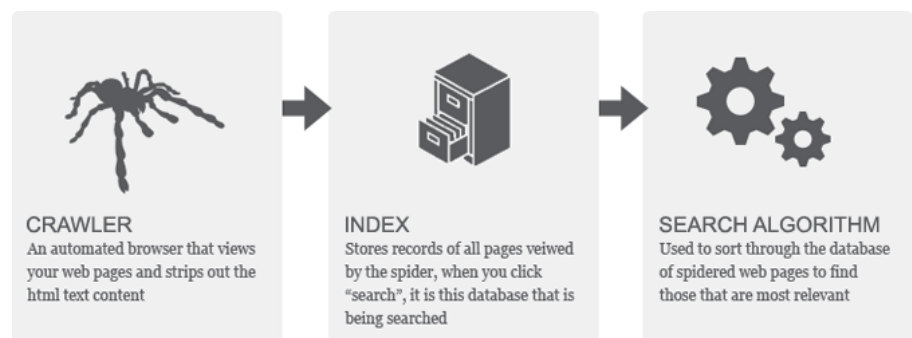 CRAWLER
An automated browser that views
your web pages and strips out the
html text content
INDEX
Stores records of all pages veiwed
by the spider, when you click
“search”, it is this database that is
being searched
SEARCH ALGORITHM
Used to sort through the database
of spidered web pages to find
those that are most relevant